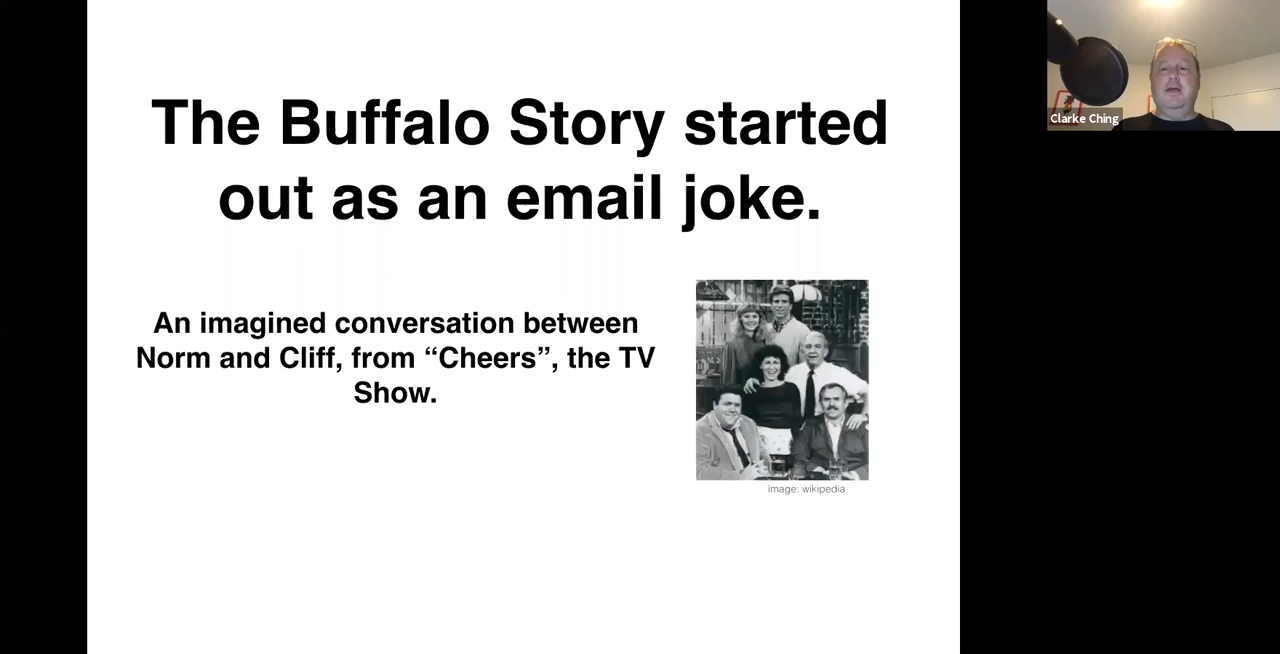 The Buffalo Story started
out as an email joke.
An imagined conversation between
Norm and Cliff, from “Cheers”, the TV
Show.
image: wikipedia
Clarke Ching